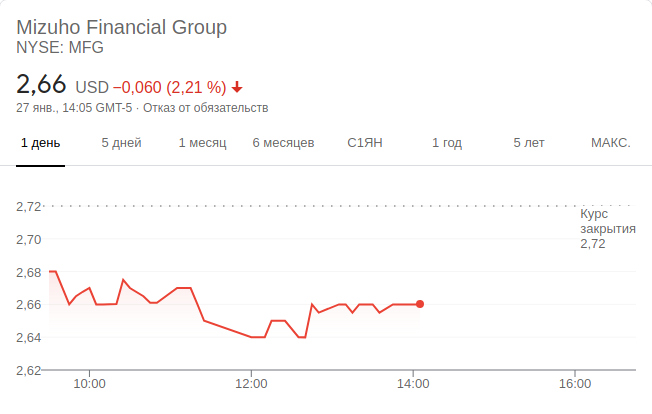 Mizuho Financial Group
NYSE: MFG
2,66 USD −0,060 (2,21 %)
27 янв., 14:05 GMT-5 · Отказ от обязательств
1 день 5 дней 1 месяц 6 месяцев С1ЯН 1 год 5 лет МАКС.
2,72
Курс
закрытия
2,72
2,70
2,68
2,66
2,64
2,62
10:00 12:00 14:00 16:00